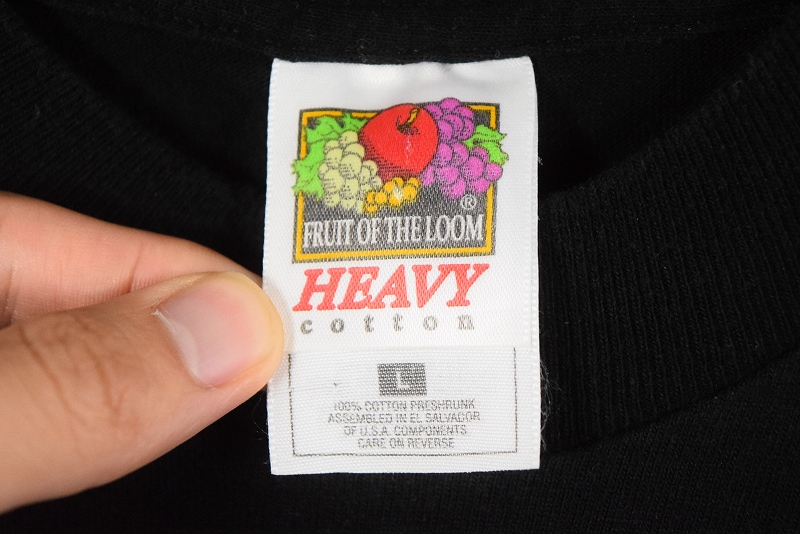 ®
FRUIT OF THE LOOM
HEAVY
cotton
L
100% COTTON PRESHRUNK
ASSEMBLED IN EL SALVADOR
OF U.S.A. COMPONENTS
CARE ON REVERSE